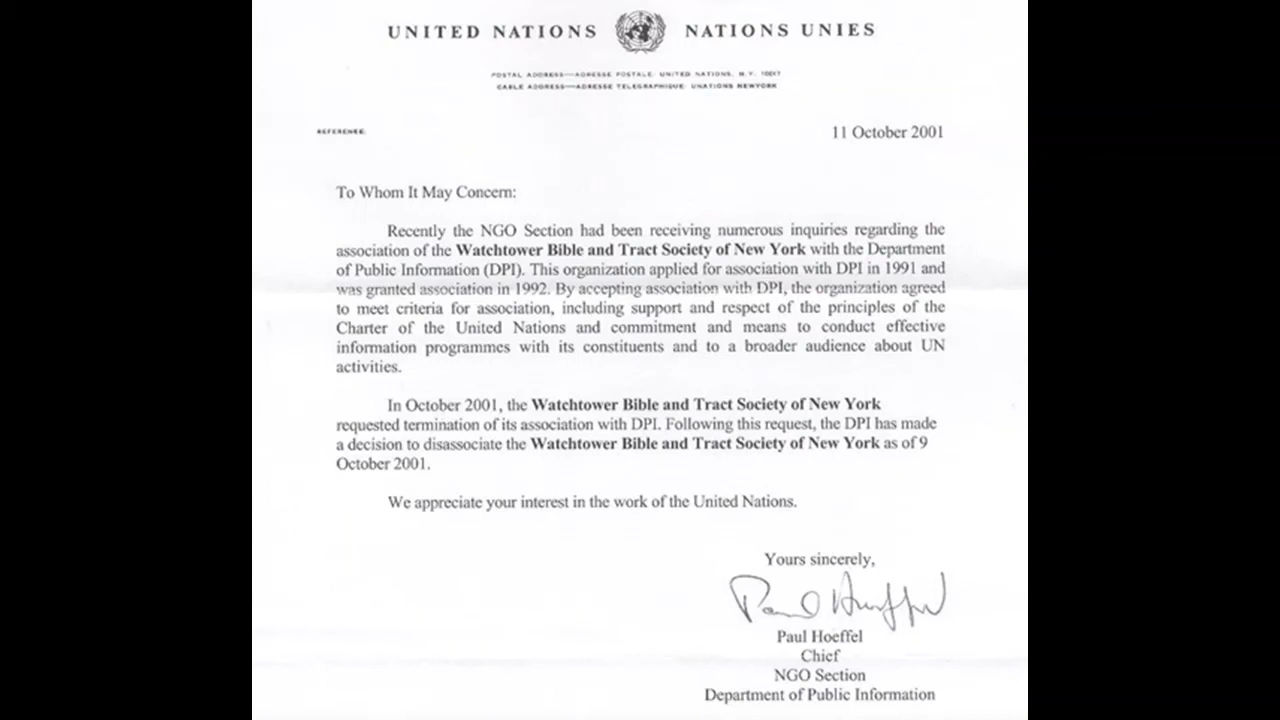 UNITED NATIONS NATIONS UNIES
POSTAL ADDRESS—ADRESSE POSTALE: UNITED NATIONS, N.Y. 10017
CABLE ADDRESS—ADRESSE TELEGRAPHIQUE: UNATIONS NEWYORK
REFERENCE:
11 October 2001
To Whom It May Concern:
Recently the NGO Section had been receiving numerous inquiries regarding the
association of the Watchtower Bible and Tract Society of New York with the Department
of Public Information (DPI). This organization applied for association with DPI in 1991 and
was granted association in 1992. By accepting association with DPI, the organization agreed
to meet criteria for association, including support and respect of the principles of the
Charter of the United Nations and commitment and means to conduct effective
information programmes with its constituents and to a broader audience about UN
activities.
In October 2001, the Watchtower Bible and Tract Society of New York
requested termination of its association with DPI. Following this request, the DPI has made
a decision to disassociate the Watchtower Bible and Tract Society of New York as of 9
October 2001.
We appreciate your interest in the work of the United Nations.
Yours sincerely,
Paul Hoeffel
Paul Hoeffel
Chief
NGO Section
Department of Public Information